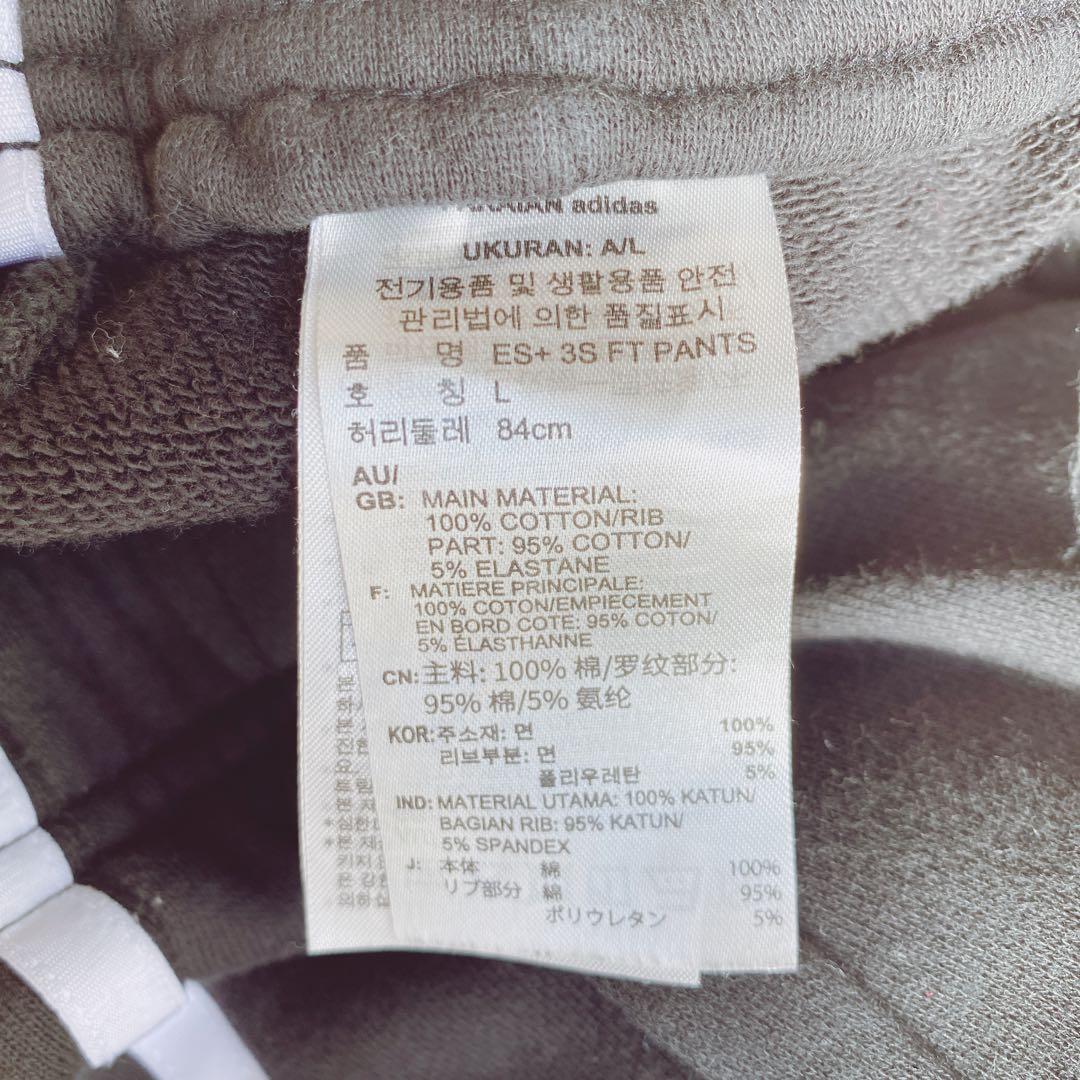 adidas
UKURAN: A/L
전기용품 및 생활용품 안전
관리법에 의한 품질표시
품 명 ES+ 3S FT PANTS
호 칭 L
허리둘레 84cm
AU/
GB: MAIN MATERIAL:
100% COTTON/RIB
PART: 95% COTTON/
5% ELASTANE
F: MATIERE PRINCIPALE:
100% COTON/EMPIECEMENT
EN BORD COTE: 95% COTON/
5% ELASTHANNE
CN: 主料: 100% 棉/罗纹部分:
95% 棉/5% 氨纶
KOR: 주소재: 면 100%
리브부분: 면 95%
폴리우레탄 5%
IND: MATERIAL UTAMA: 100% KATUN/
BAGIAN RIB: 95% KATUN/
5% SPANDEX
J: 本体 綿 100%
リブ部分 綿 95%
ポリウレタン 5%